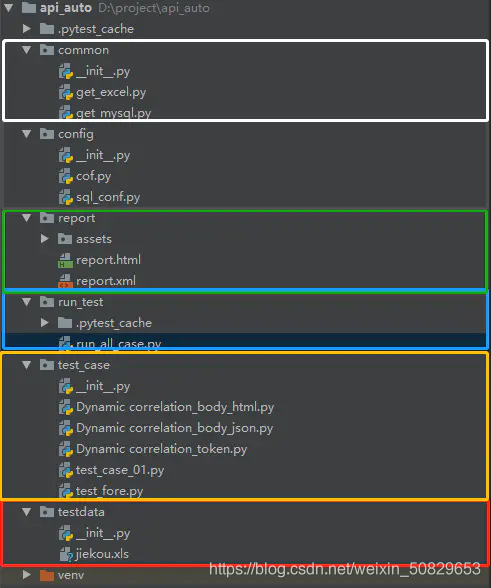 api_auto D:\project\api_auto
.pytest_cache
common
__init__.py
get_excel.py
get_mysql.py
config
__init__.py
cof.py
sql_conf.py
report
assets
report.html
report.xml
run_test
.pytest_cache
run_all_case.py
test_case
__init__.py
Dynamic correlation_body_html.py
Dynamic correlation_body_json.py
Dynamic correlation_token.py
test_case_01.py
test_fore.py
testdata
__init__.py
jiekou.xls
https://blog.csdn.net/weixin_50829653
venv